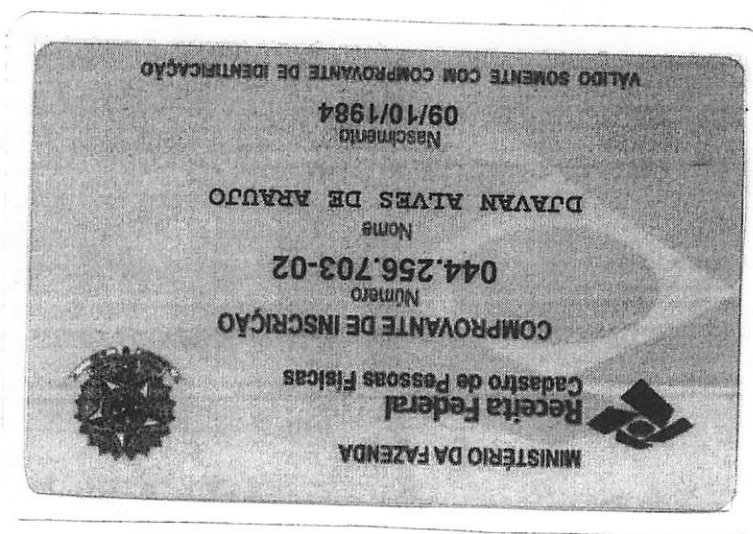 MINISTÉRIO DA FAZENDA
Receita Federal
Cadastro de Pessoas Físicas
COMPROVANTE DE INSCRIÇÃO
Número
044.256.703-02
Nome
DJAVAN ALVES DE ARAUJO
Nascimento
09/10/1984
VÁLIDO SOMENTE COM COMPROVANTE DE IDENTIFICAÇÃO